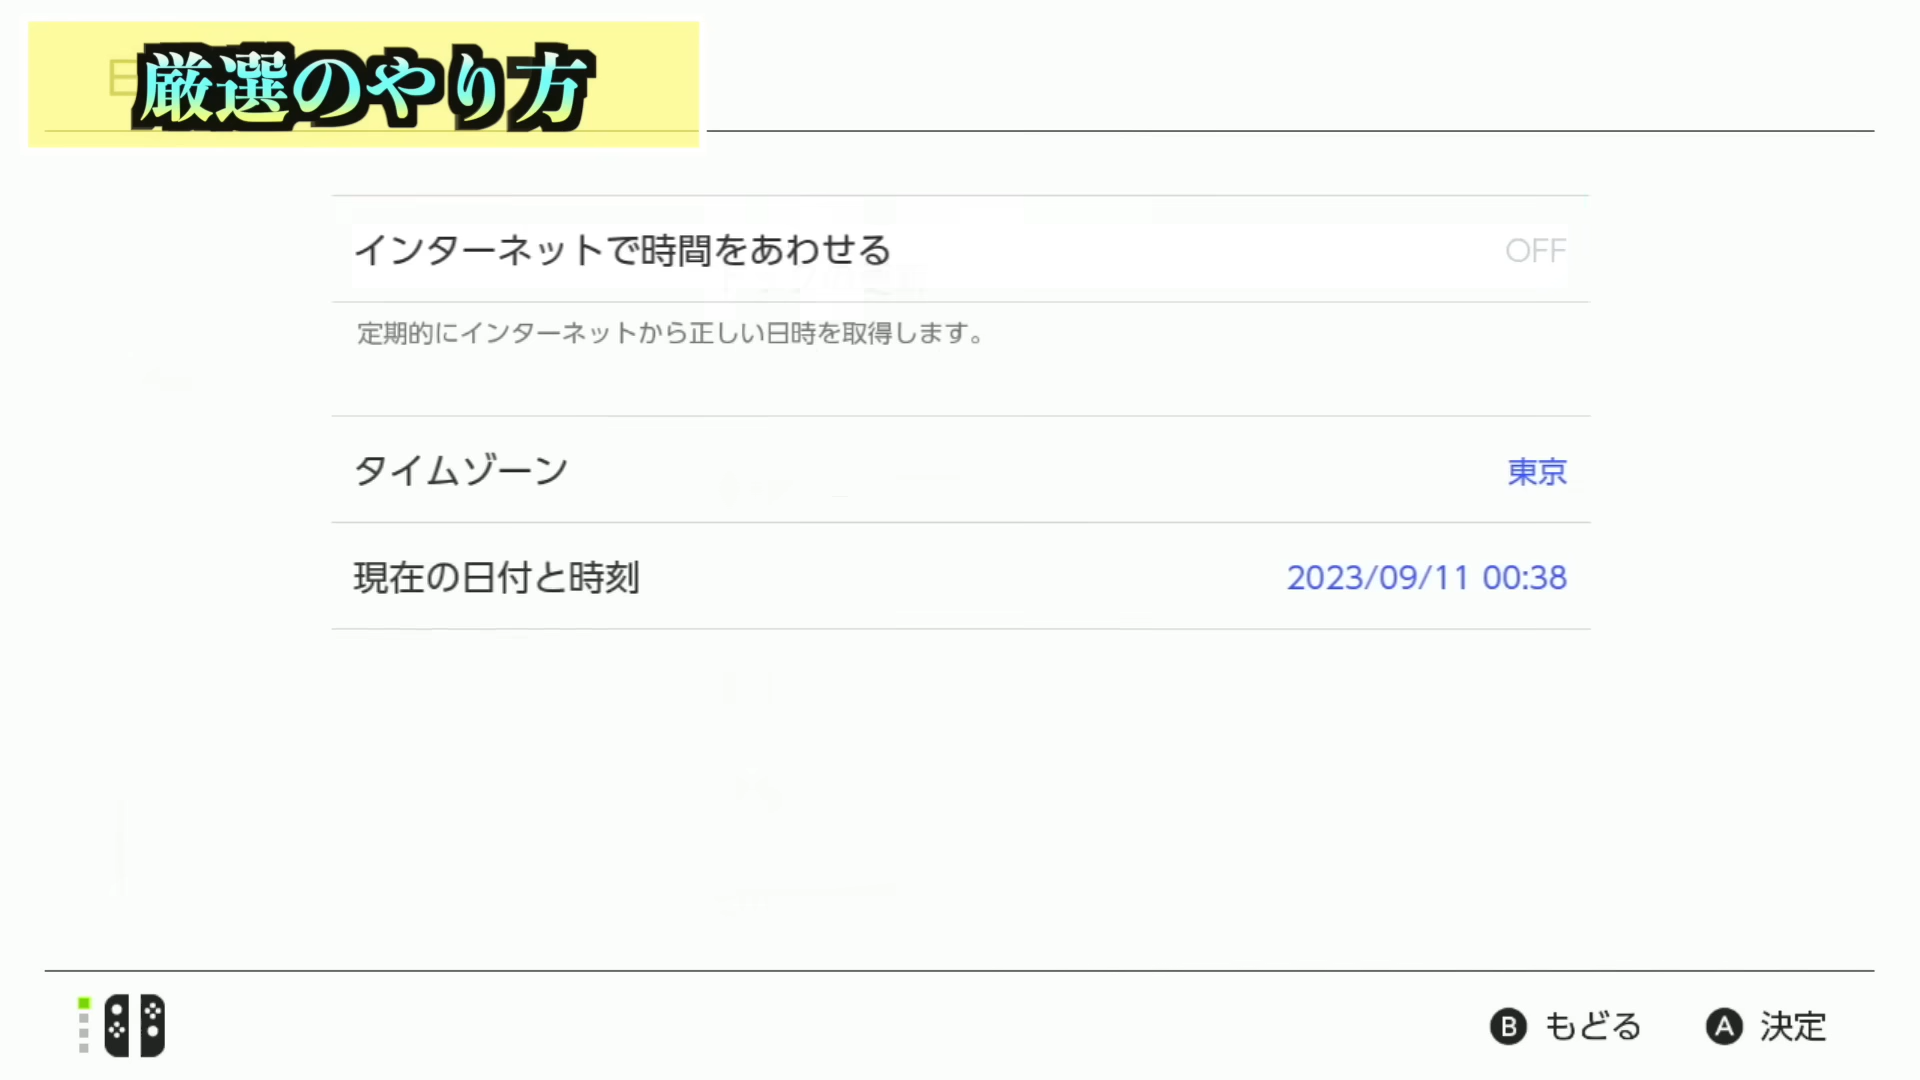 厳選のやり方
インターネットで時間をあわせる OFF
定期的にインターネットから正しい日時を取得します。
タイムゾーン 東京
現在の日付と時刻 2023/09/11 00:38
B もどる A 決定